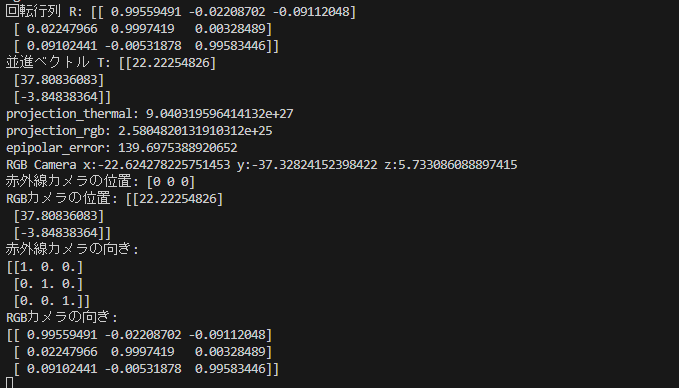 回転行列 R: [[ 0.99559491 -0.02208702 -0.09112048]
 [ 0.02247966  0.9997419   0.00328489]
 [ 0.09102441 -0.00531878  0.99583446]]
並進ベクトル T: [[22.22254826]
 [37.80836083]
 [-3.84838364]]
projection_thermal: 9.040319596414132e+27
projection_rgb: 2.5804820131910312e+25
epipolar_error: 139.6975388920652
RGB Camera x:-22.624278225751453 y:-37.32824152398422 z:5.733086088897415
赤外線カメラの位置: [0 0 0]
RGBカメラの位置: [[22.22254826]
 [37.80836083]
 [-3.84838364]]
赤外線カメラの向き:
[[1. 0. 0.]
 [0. 1. 0.]
 [0. 0. 1.]]
RGBカメラの向き:
[[ 0.99559491 -0.02208702 -0.09112048]
 [ 0.02247966  0.9997419   0.00328489]
 [ 0.09102441 -0.00531878  0.99583446]]